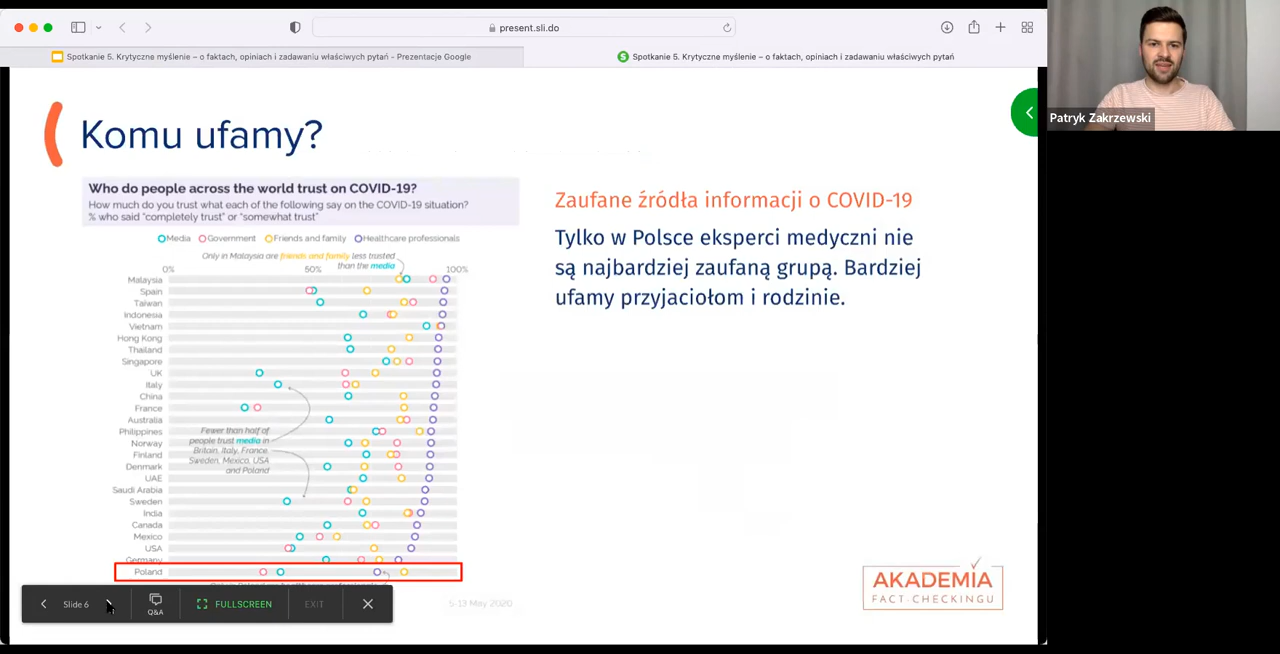 present.sli.do
Spotkanie 5. Krytyczne myślenie – o faktach, opiniach i zadawaniu właściwych pytań - Prezentacje Google
Spotkanie 5. Krytyczne myślenie – o faktach, opiniach i zadawaniu właściwych pytań
Patryk Zakrzewski
Komu ufamy?
Who do people across the world trust on COVID-19?
How much do you trust what each of the following say on the COVID-19 situation?
% who said "completely trust" or "somewhat trust"
Media Government Friends and family Healthcare professionals
Only in Malaysia are friends and family less trusted
than the media
0% 50% 100%
Malaysia
Spain
Taiwan
Indonesia
Vietnam
Hong Kong
Thailand
Singapore
UK
Italy
China
France
Australia
Philippines
Norway
Finland
Denmark
UAE
Saudi Arabia
Sweden
India
Canada
Mexico
USA
Germany
Poland
Fewer than half of
people trust media in
Britain, Italy, France,
Sweden, Mexico, USA
and Poland
Zaufane źródła informacji o COVID-19
Tylko w Polsce eksperci medyczni nie
są najbardziej zaufaną grupą. Bardziej
ufamy przyjaciołom i rodzinie.
Slide 6
Q&A
FULLSCREEN
EXIT
5-13 May 2020
AKADEMIA
FACT-CHECKINGU